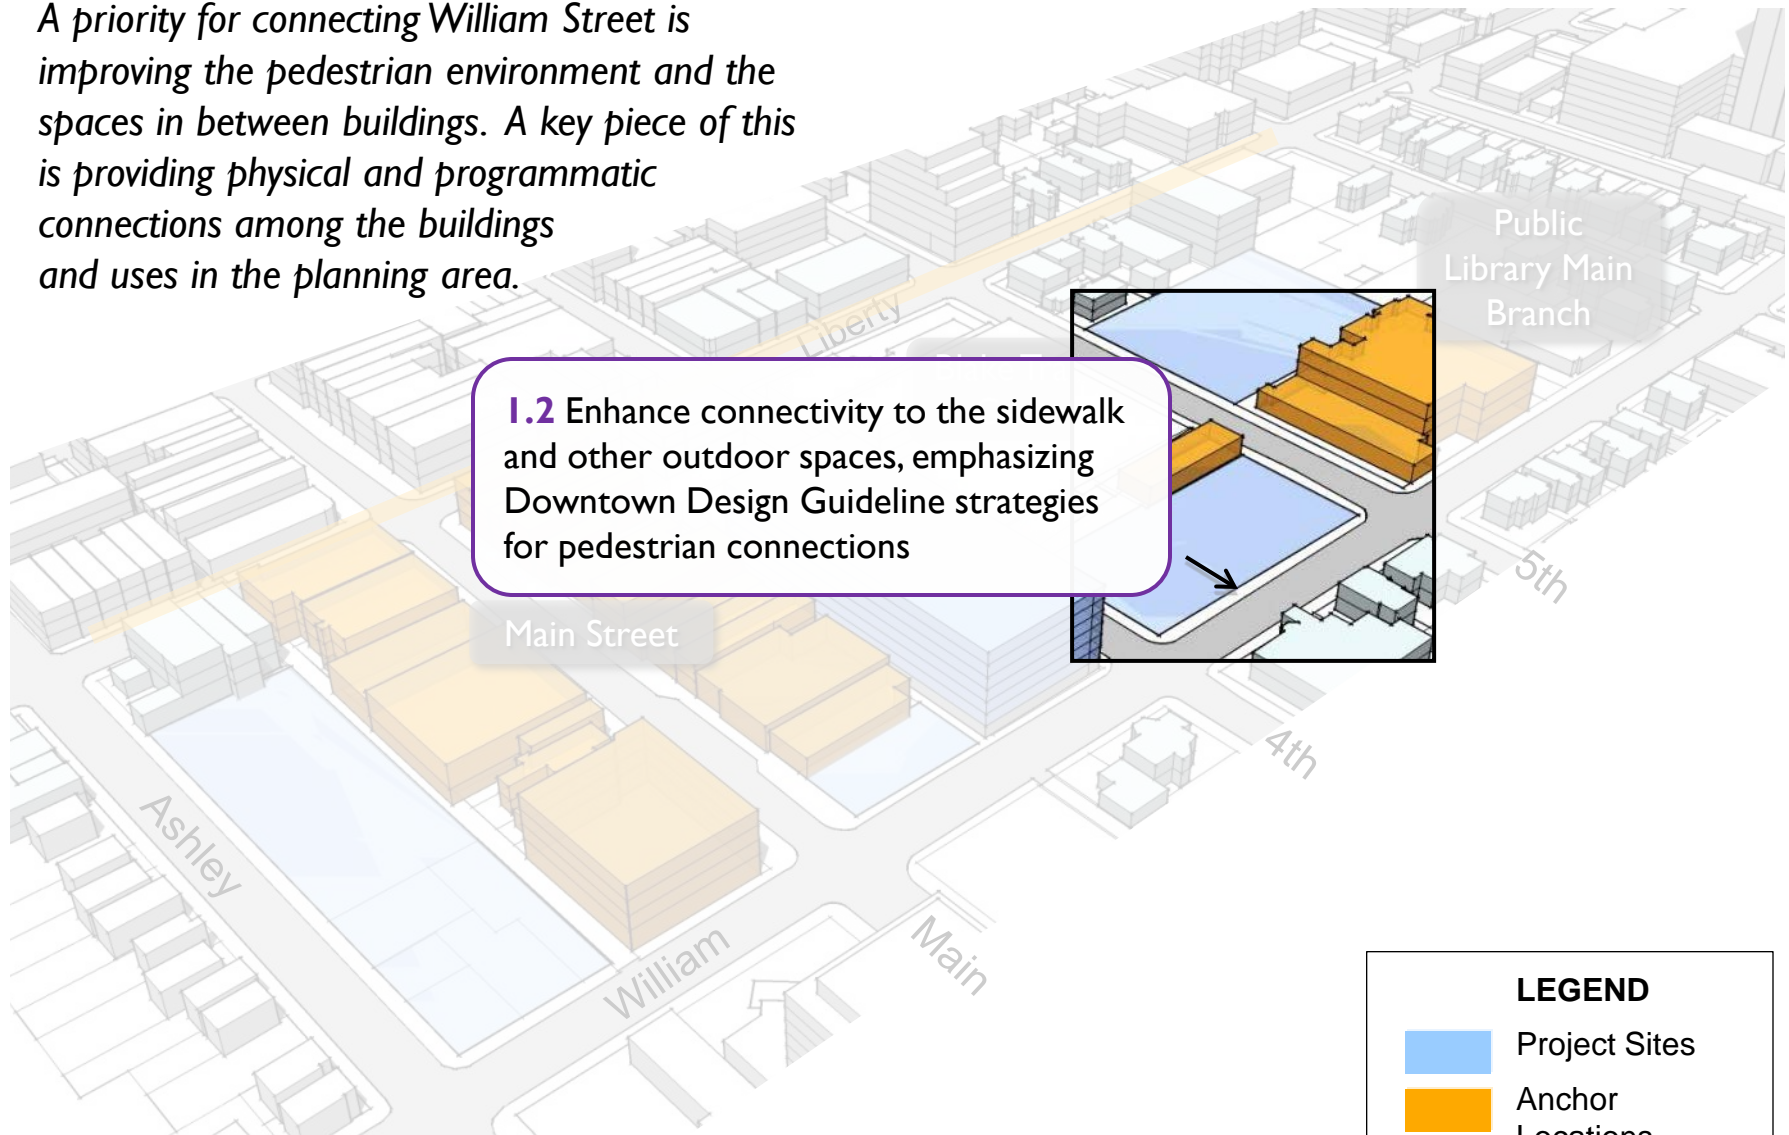 A priority for connecting William Street is
improving the pedestrian environment and the
spaces in between buildings. A key piece of this
is providing physical and programmatic
connections among the buildings
and uses in the planning area.
Public
Library Main
Branch
Liberty
1.2 Enhance connectivity to the sidewalk
and other outdoor spaces, emphasizing
Downtown Design Guideline strategies
for pedestrian connections
5th
Main Street
4th
Ashley
William
Main
LEGEND
Project Sites
Anchor
Locations